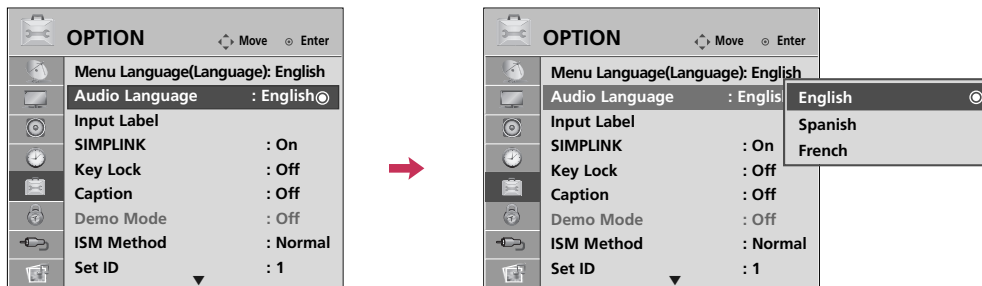 OPTION Move Enter
Menu Language(Language): English
Audio Language : English
Input Label
SIMPLINK : On
Key Lock : Off
Caption : Off
Demo Mode : Off
ISM Method : Normal
Set ID : 1
OPTION Move Enter
Menu Language(Language): English
Audio Language : Englis
Input Label
SIMPLINK : On
Key Lock : Off
Caption : Off
Demo Mode : Off
ISM Method : Normal
Set ID : 1
English
Spanish
French